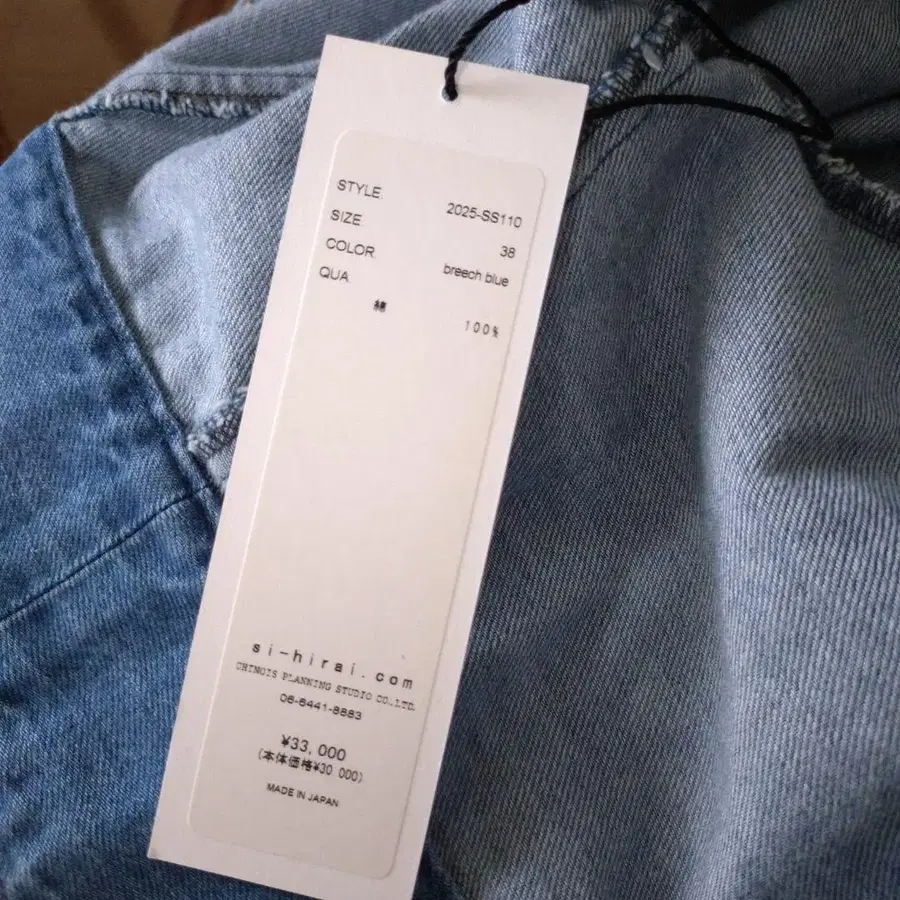 STYLE. 2025-SS110
SIZE 38
COLOR. breech blue
QUA
綿 100%
si-hirai.com
CHINGIS PLANNING STUDIO CO.,LTD.
06-6441-8883
¥33,000
(本体価格¥30 000)
MADE IN JAPAN